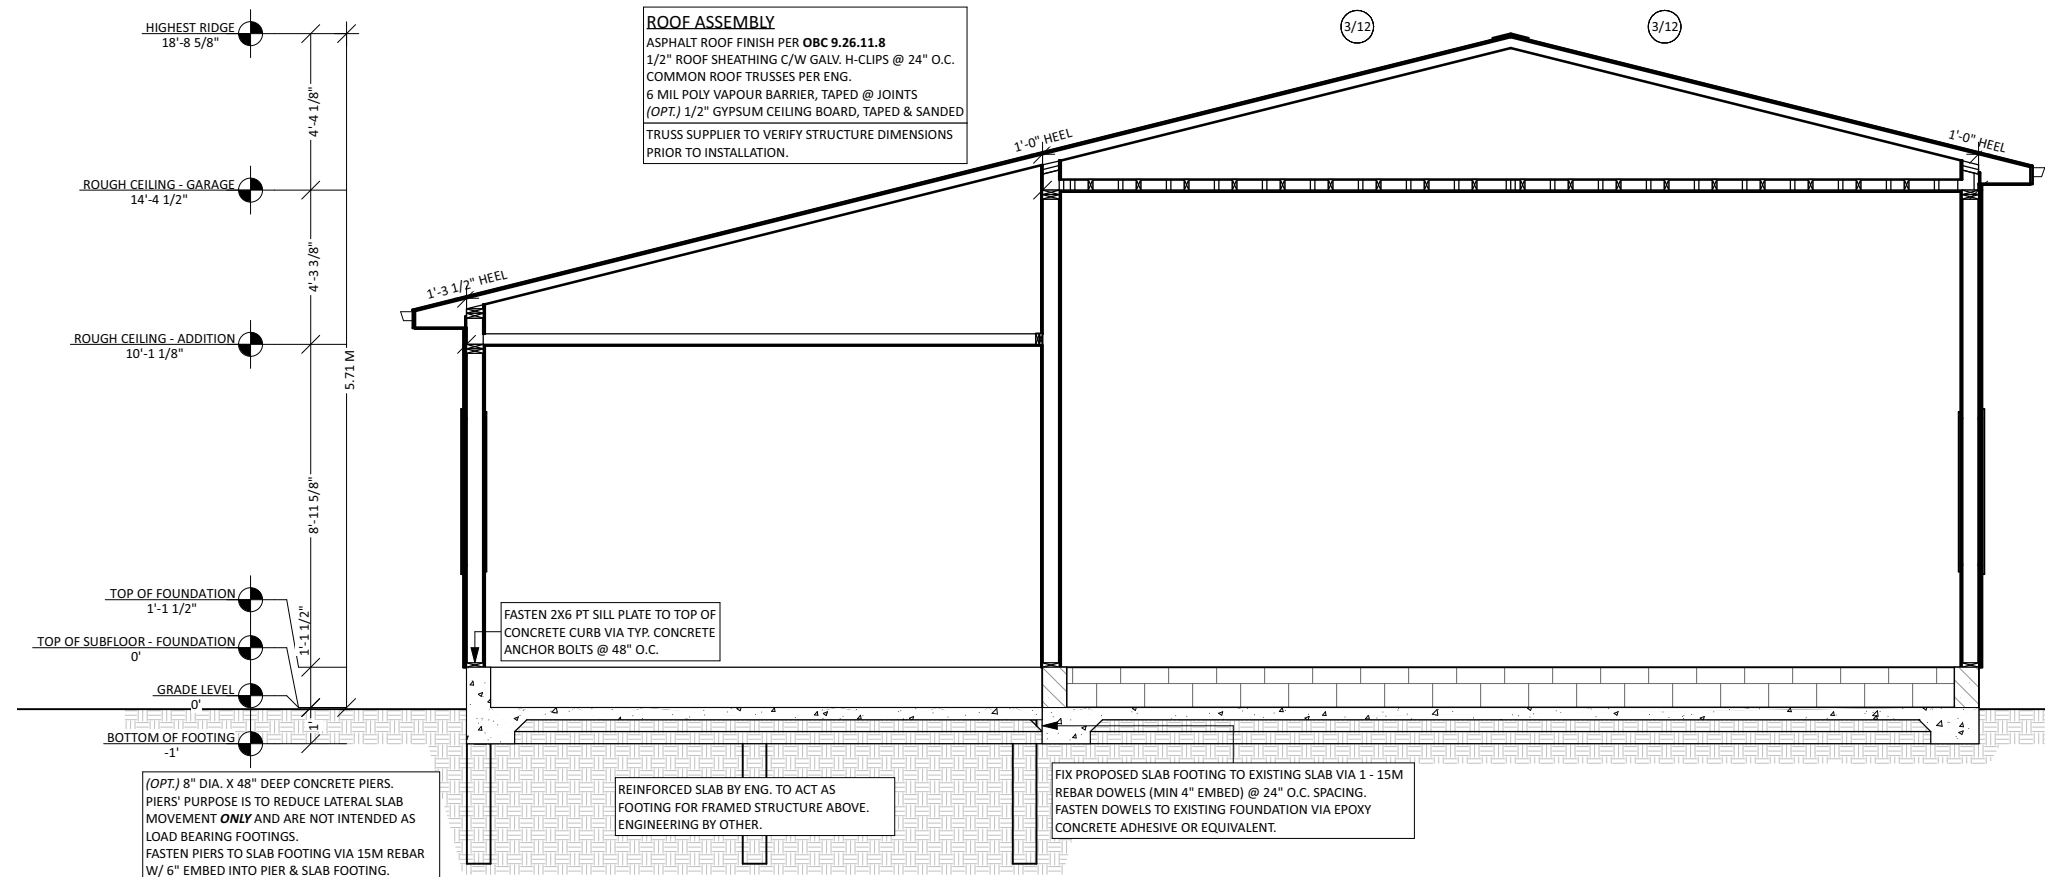 HIGHEST RIDGE
18'-8 5/8"
ROUGH CEILING - GARAGE
14'-4 1/2"
ROUGH CEILING - ADDITION
10'-1 1/8"
TOP OF FOUNDATION
1'-1 1/2"
TOP OF SUBFLOOR - FOUNDATION
0'
GRADE LEVEL
0'
BOTTOM OF FOOTING
-1'
4'-4 1/8"
4'-3 3/8"
8'-11 5/8"
1'-1 1/2"
1'
5.71 M
ROOF ASSEMBLY
ASPHALT ROOF FINISH PER OBC 9.26.11.8
1/2" ROOF SHEATHING C/W GALV. H-CLIPS @ 24" O.C.
COMMON ROOF TRUSSES PER ENG.
6 MIL POLY VAPOUR BARRIER, TAPED @ JOINTS
(OPT.) 1/2" GYPSUM CEILING BOARD, TAPED & SANDED
TRUSS SUPPLIER TO VERIFY STRUCTURE DIMENSIONS
PRIOR TO INSTALLATION.
3/12
3/12
1'-0" HEEL
1'-0" HEEL
1'-3 1/2" HEEL
FASTEN 2X6 PT SILL PLATE TO TOP OF
CONCRETE CURB VIA TYP. CONCRETE
ANCHOR BOLTS @ 48" O.C.
(OPT.) 8" DIA. X 48" DEEP CONCRETE PIERS.
PIERS' PURPOSE IS TO REDUCE LATERAL SLAB
MOVEMENT ONLY AND ARE NOT INTENDED AS
LOAD BEARING FOOTINGS.
FASTEN PIERS TO SLAB FOOTING VIA 15M REBAR
W/ 6" EMBED INTO PIER & SLAB FOOTING.
REINFORCED SLAB BY ENG. TO ACT AS
FOOTING FOR FRAMED STRUCTURE ABOVE.
ENGINEERING BY OTHER.
FIX PROPOSED SLAB FOOTING TO EXISTING SLAB VIA 1 - 15M
REBAR DOWELS (MIN 4" EMBED) @ 24" O.C. SPACING.
FASTEN DOWELS TO EXISTING FOUNDATION VIA EPOXY
CONCRETE ADHESIVE OR EQUIVALENT.